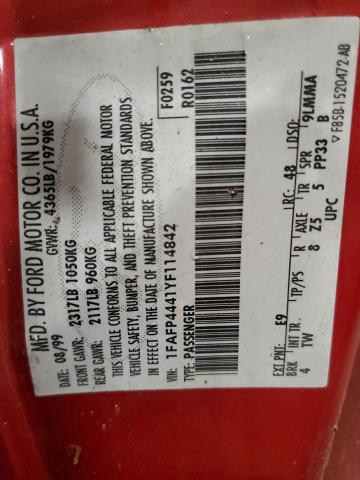 MFD. BY FORD MOTOR CO. IN U.S.A.
08/99 GVWR: 4365LB/1979KG
FRONT GAWR: 2317LB 1050KG
REAR GAWR: 2117LB 960KG
THIS VEHICLE CONFORMS TO ALL APPLICABLE FEDERAL MOTOR
VEHICLE SAFETY, BUMPER, AND THEFT PREVENTION STANDARDS
IN EFFECT ON THE DATE OF MANUFACTURE SHOWN ABOVE.
VIN: 1FAFP4441YF114842
TYPE: PASSENGER
F0259
R0162
EXT PNT: E9 RC: 48 DSO:
BRK INT TR TP/PS R AXLE TR SPR 9LMMA
4 TW 8 Z5 5 PP33 B
UPC
▽ F85B-1520472-AB